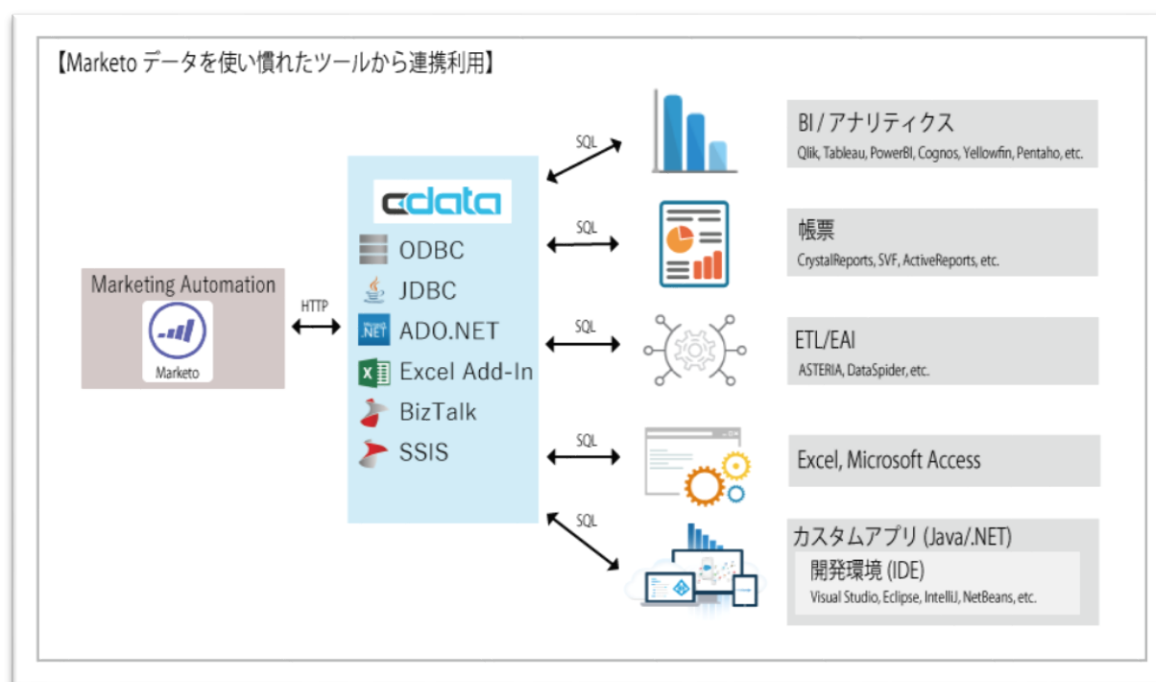 【Marketo データを使い慣れたツールから連携利用】
Marketing Automation
Marketo
HTTP
cdata
ODBC
JDBC
Microsoft
.NET
ADO.NET
Excel Add-In
BizTalk
SSIS
SQL
BI / アナリティクス
Qlik, Tableau, PowerBI, Cognos, Yellowfin, Pentaho, etc.
SQL
帳票
CrystalReports, SVF, ActiveReports, etc.
SQL
ETL/EAI
ASTERIA, DataSpider, etc.
SQL
Excel, Microsoft Access
SQL
カスタムアプリ (Java/.NET)
開発環境 (IDE)
Visual Studio, Eclipse, IntelliJ, NetBeans, etc.